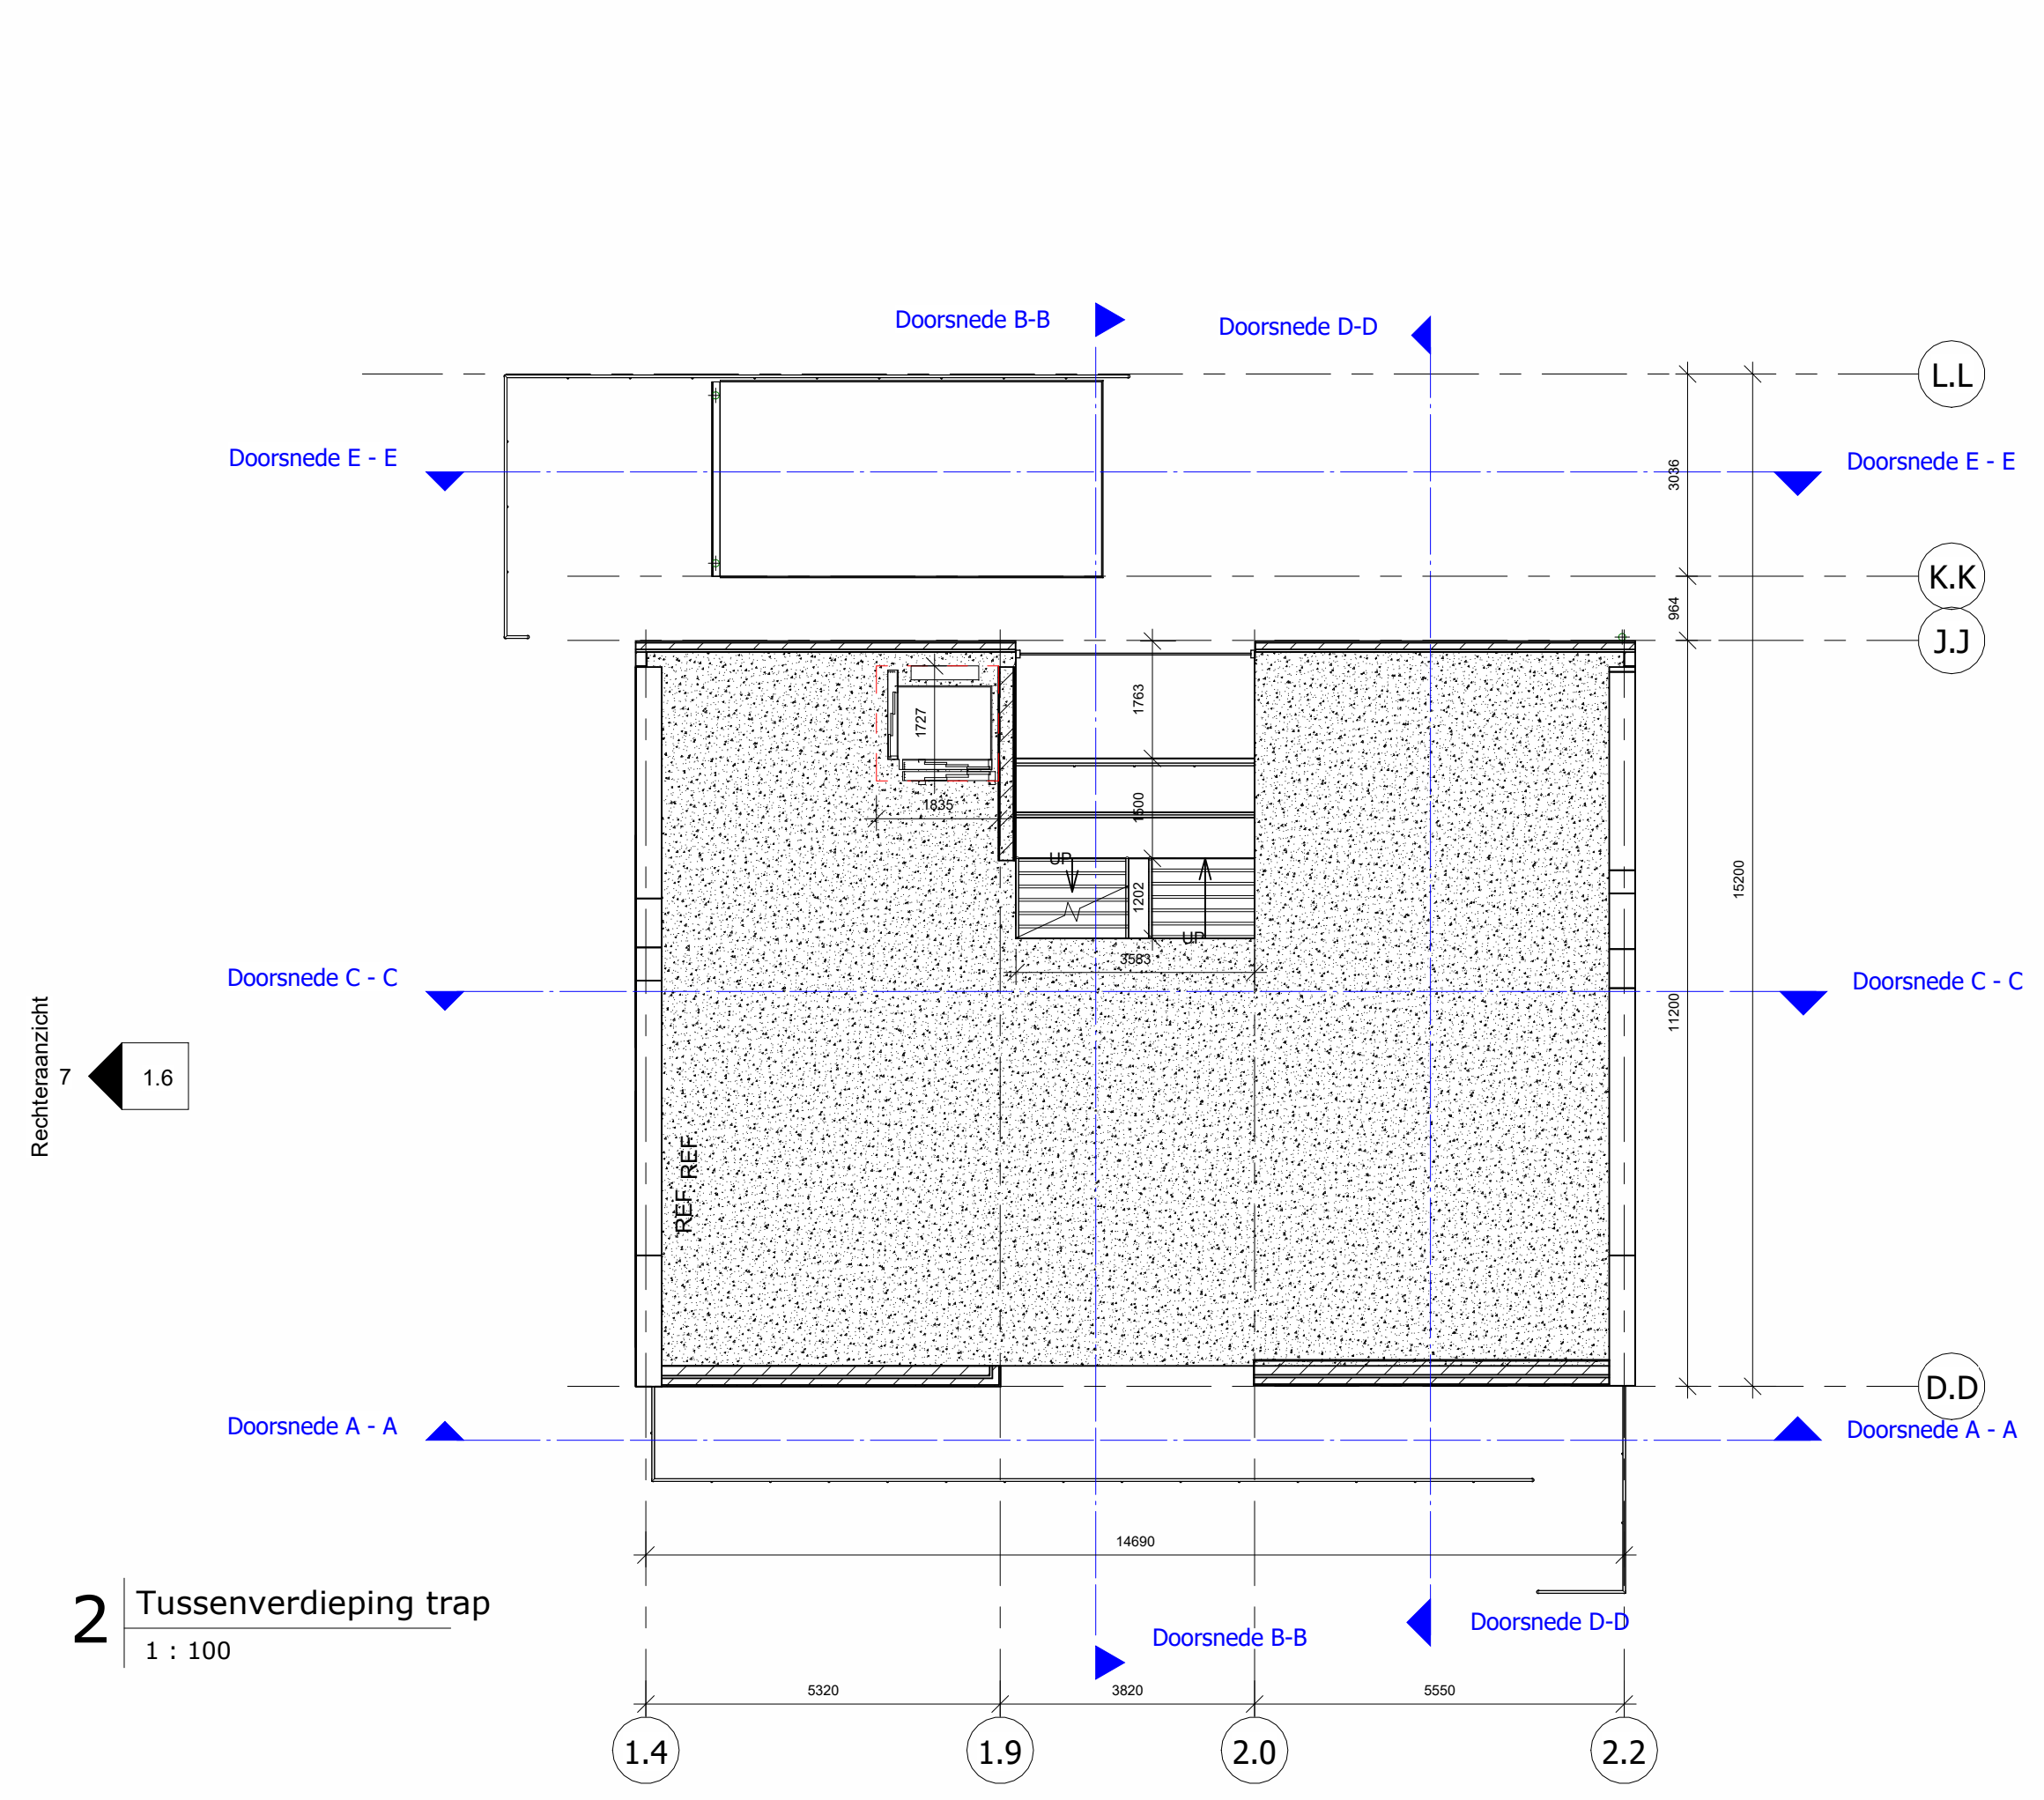 Doorsnede B-B
Doorsnede D-D
L.L
Doorsnede E - E
Doorsnede E - E
3036
K.K
964
J.J
1763
1727
1835
1500
UP
1202
UP
15200
3583
Doorsnede C - C
Doorsnede C - C
11200
Rechteraanzicht
7
1.6
REF
REF
D.D
Doorsnede A - A
Doorsnede A - A
14690
2
Tussenverdieping trap
1 : 100
Doorsnede B-B
Doorsnede D-D
5320
3820
5550
1.4
1.9
2.0
2.2